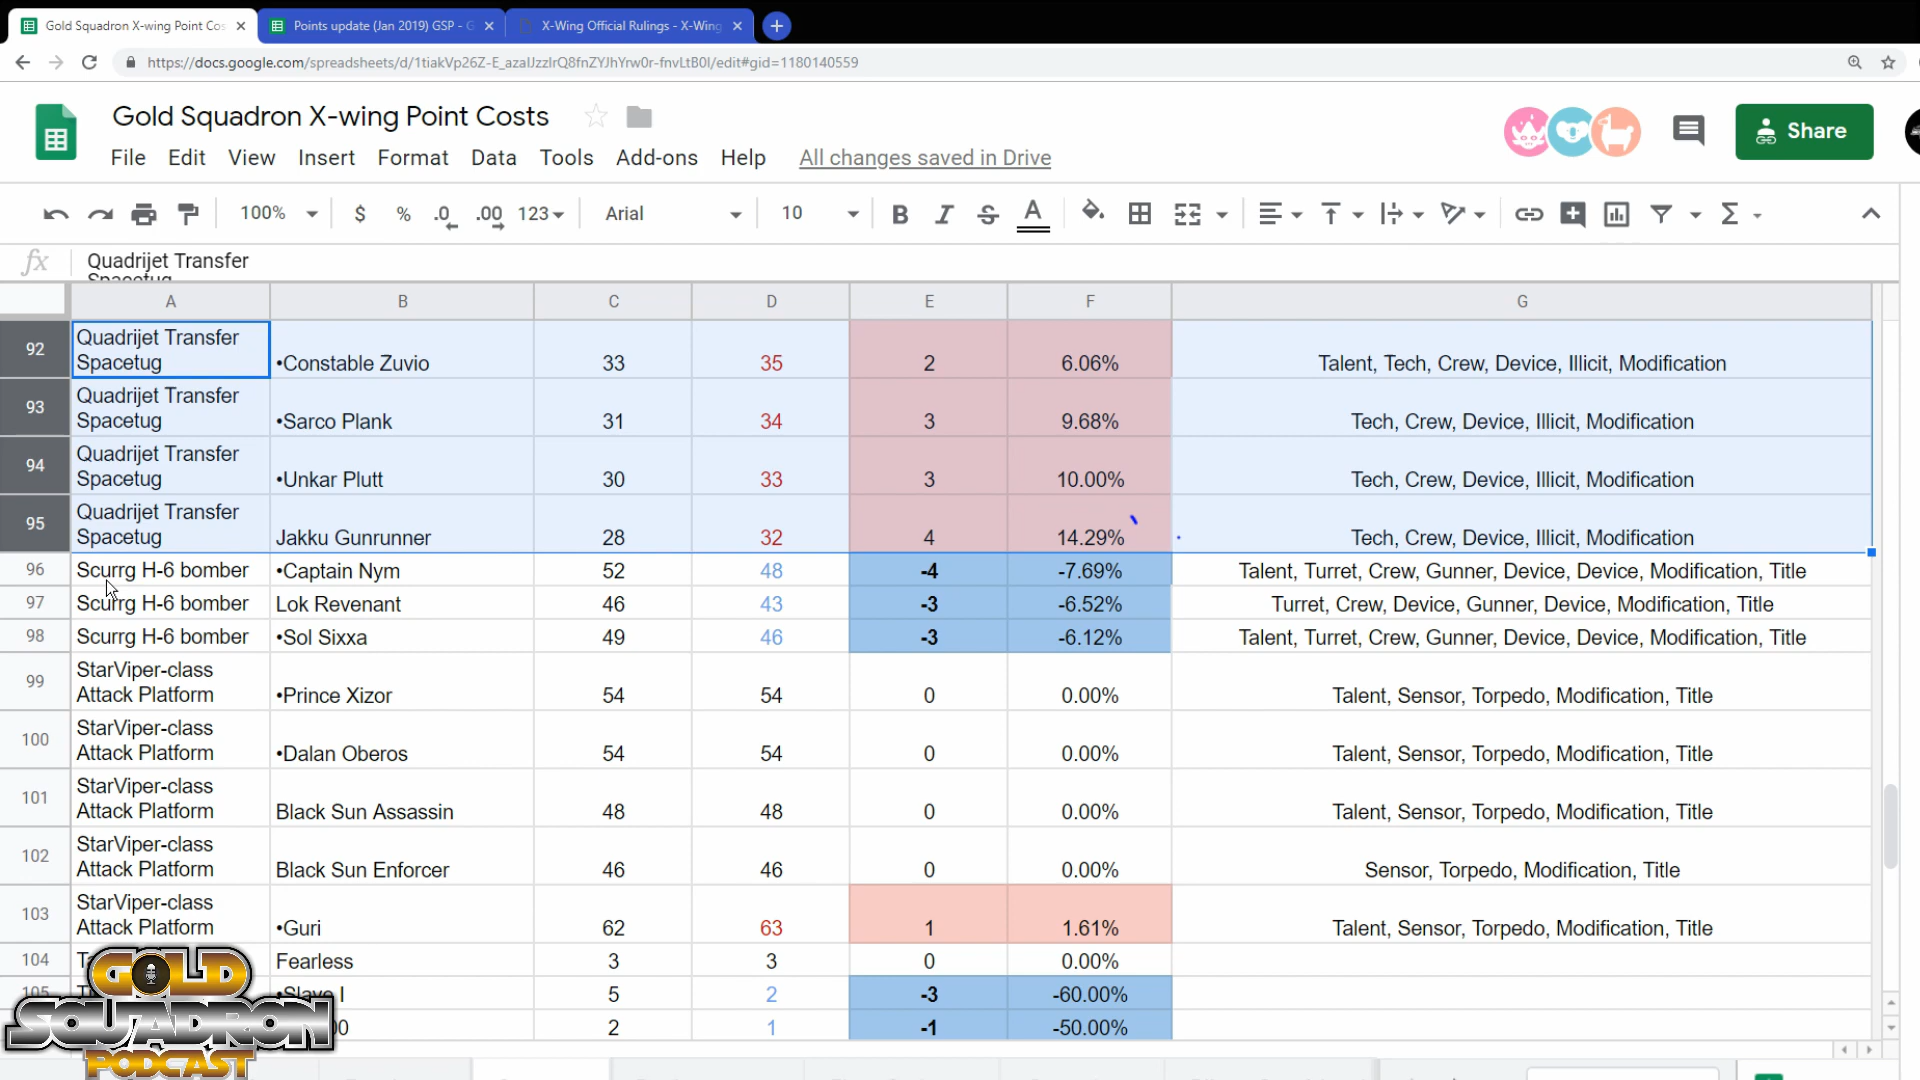 Gold Squadron X-wing Point Cos
Points update (Jan 2019) GSP - G
X-Wing Official Rulings - X-Wing
https://docs.google.com/spreadsheets/d/1tiakVp26Z-E_azaIJzzIrQ8fnZYJhYrw0r-fnvLtB0I/edit#gid=1180140559
Gold Squadron X-wing Point Costs
Share
File Edit View Insert Format Data Tools Add-ons Help All changes saved in Drive
100% $ % .0 .00 123 Arial 10 B I S A Σ
fx Quadrijet Transfer
Spacetug
A B C D E F G
92 Quadrijet Transfer Spacetug •Constable Zuvio 33 35 2 6.06% Talent, Tech, Crew, Device, Illicit, Modification
93 Quadrijet Transfer Spacetug •Sarco Plank 31 34 3 9.68% Tech, Crew, Device, Illicit, Modification
94 Quadrijet Transfer Spacetug •Unkar Plutt 30 33 3 10.00% Tech, Crew, Device, Illicit, Modification
95 Quadrijet Transfer Spacetug Jakku Gunrunner 28 32 4 14.29% Tech, Crew, Device, Illicit, Modification
96 Scurrg H-6 bomber •Captain Nym 52 48 -4 -7.69% Talent, Turret, Crew, Gunner, Device, Device, Modification, Title
97 Scurrg H-6 bomber Lok Revenant 46 43 -3 -6.52% Turret, Crew, Device, Gunner, Device, Modification, Title
98 Scurrg H-6 bomber •Sol Sixxa 49 46 -3 -6.12% Talent, Turret, Crew, Gunner, Device, Device, Modification, Title
99 StarViper-class Attack Platform •Prince Xizor 54 54 0 0.00% Talent, Sensor, Torpedo, Modification, Title
100 StarViper-class Attack Platform •Dalan Oberos 54 54 0 0.00% Talent, Sensor, Torpedo, Modification, Title
101 StarViper-class Attack Platform Black Sun Assassin 48 48 0 0.00% Talent, Sensor, Torpedo, Modification, Title
102 StarViper-class Attack Platform Black Sun Enforcer 46 46 0 0.00% Sensor, Torpedo, Modification, Title
103 StarViper-class Attack Platform •Guri 62 63 1 1.61% Talent, Sensor, Torpedo, Modification, Title
104 Fearless 3 3 0 0.00%
105 •Slave I 5 2 -3 -60.00%
00 2 1 -1 -50.00%
GOLD
SQUADRON
PODCAST